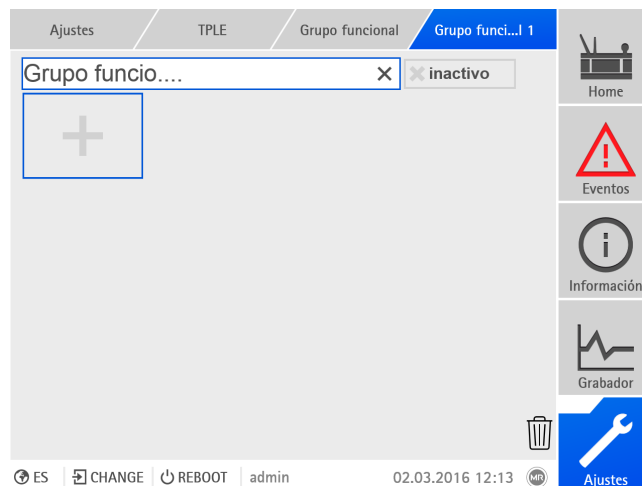 Ajustes
TPLE
Grupo funcional
Grupo funci...l 1
Grupo funcio....
inactivo
Home
Eventos
Información
Grabador
Ajustes
ES
CHANGE
REBOOT
admin
02.03.2016 12:13
MR